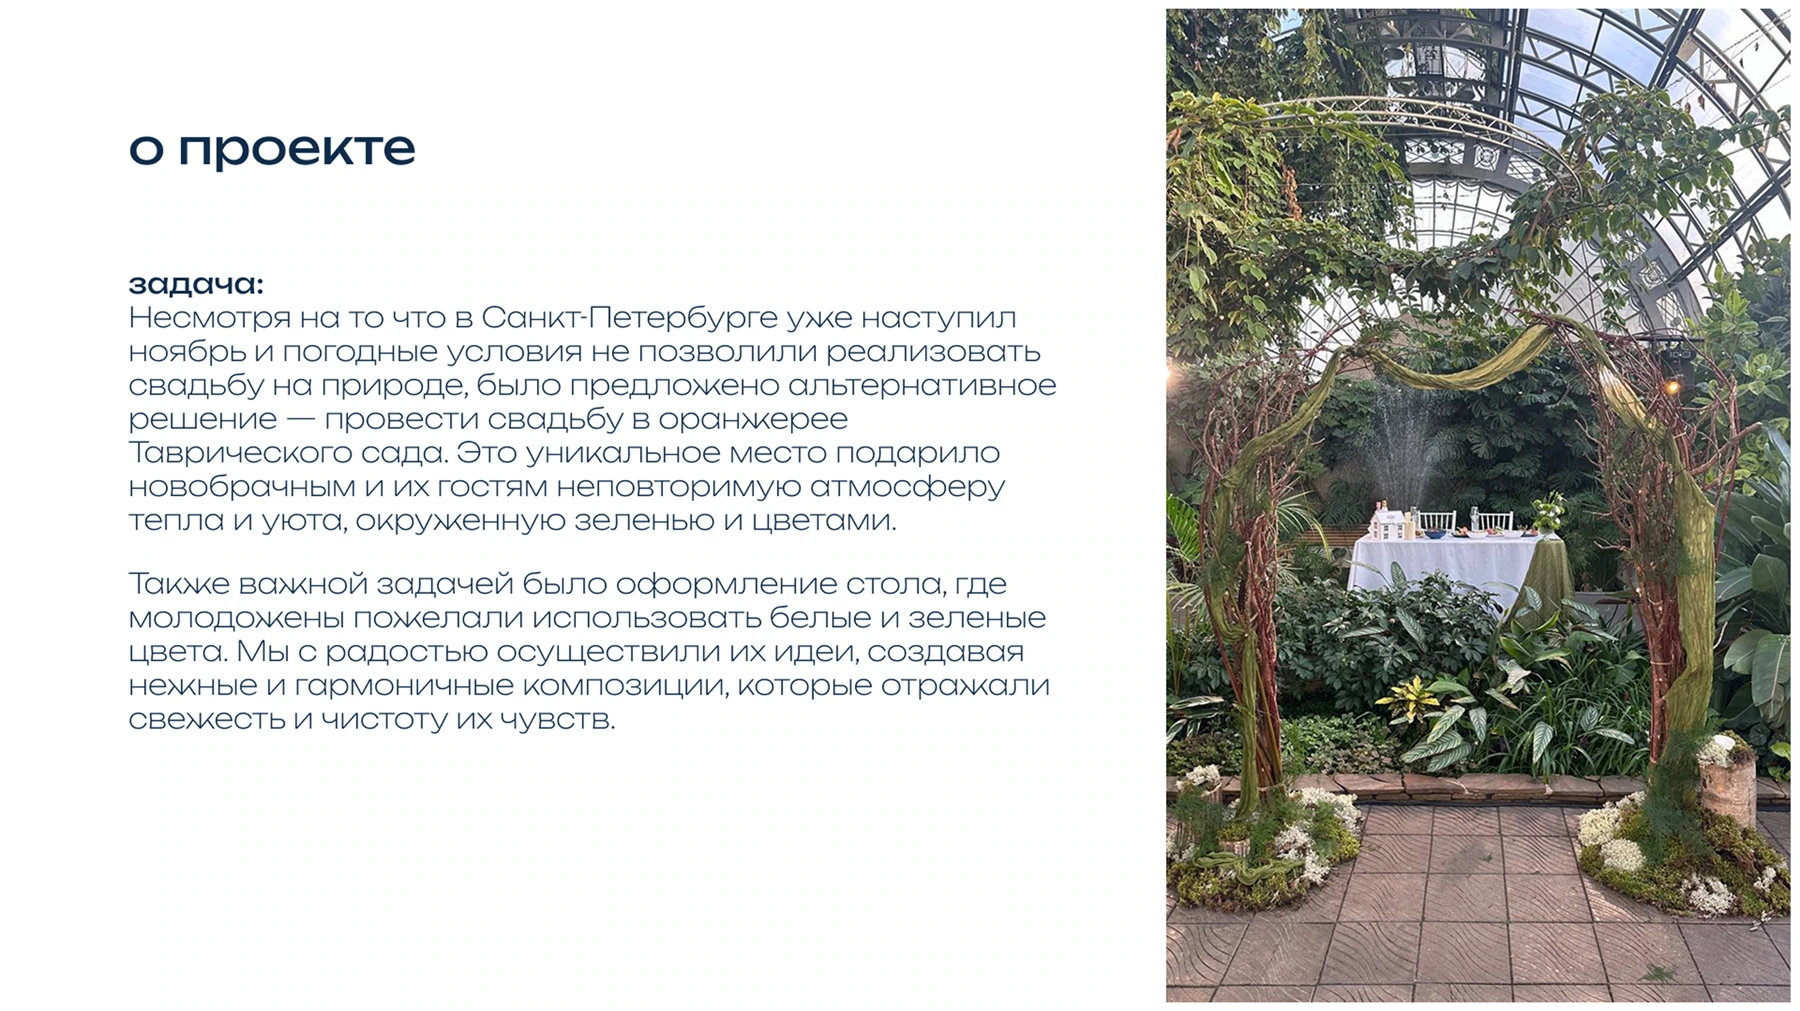 о проекте
задача:
Несмотря на то что в Санкт-Петербурге уже наступил
ноябрь и погодные условия не позволили реализовать
свадьбу на природе, было предложено альтернативное
решение — провести свадьбу в оранжерее
Таврического сада. Это уникальное место подарило
новобрачным и их гостям неповторимую атмосферу
тепла и уюта, окруженную зеленью и цветами.
Также важной задачей было оформление стола, где
молодожены пожелали использовать белые и зеленые
цвета. Мы с радостью осуществили их идеи, создавая
нежные и гармоничные композиции, которые отражали
свежесть и чистоту их чувств.